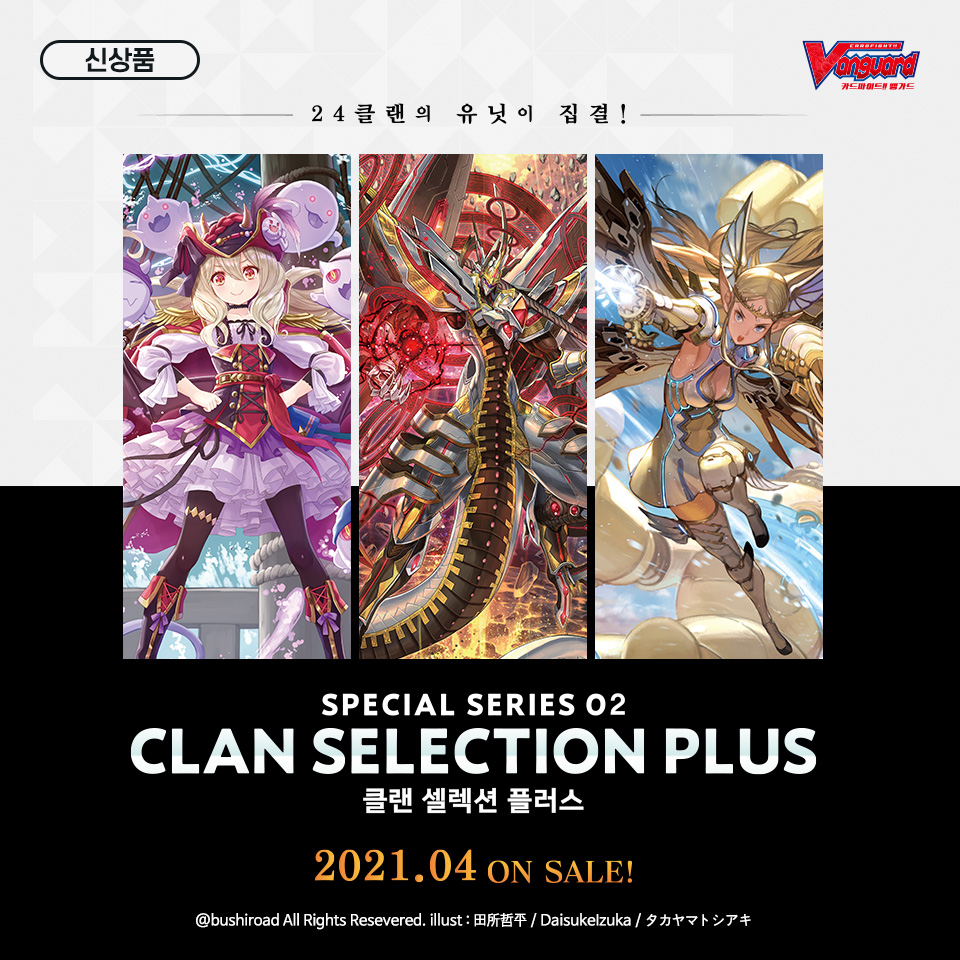 신상품
CARDFIGHT!!
Vanguard
카드파이트!! 뱅가드
24클랜의 유닛이 집결!
SPECIAL SERIES 02
CLAN SELECTION PLUS
클랜 셀렉션 플러스
2021.04 ON SALE!
@bushiroad All Rights Resevered. illust : 田所哲平 / DaisukeIzuka / タカヤマトシアキ